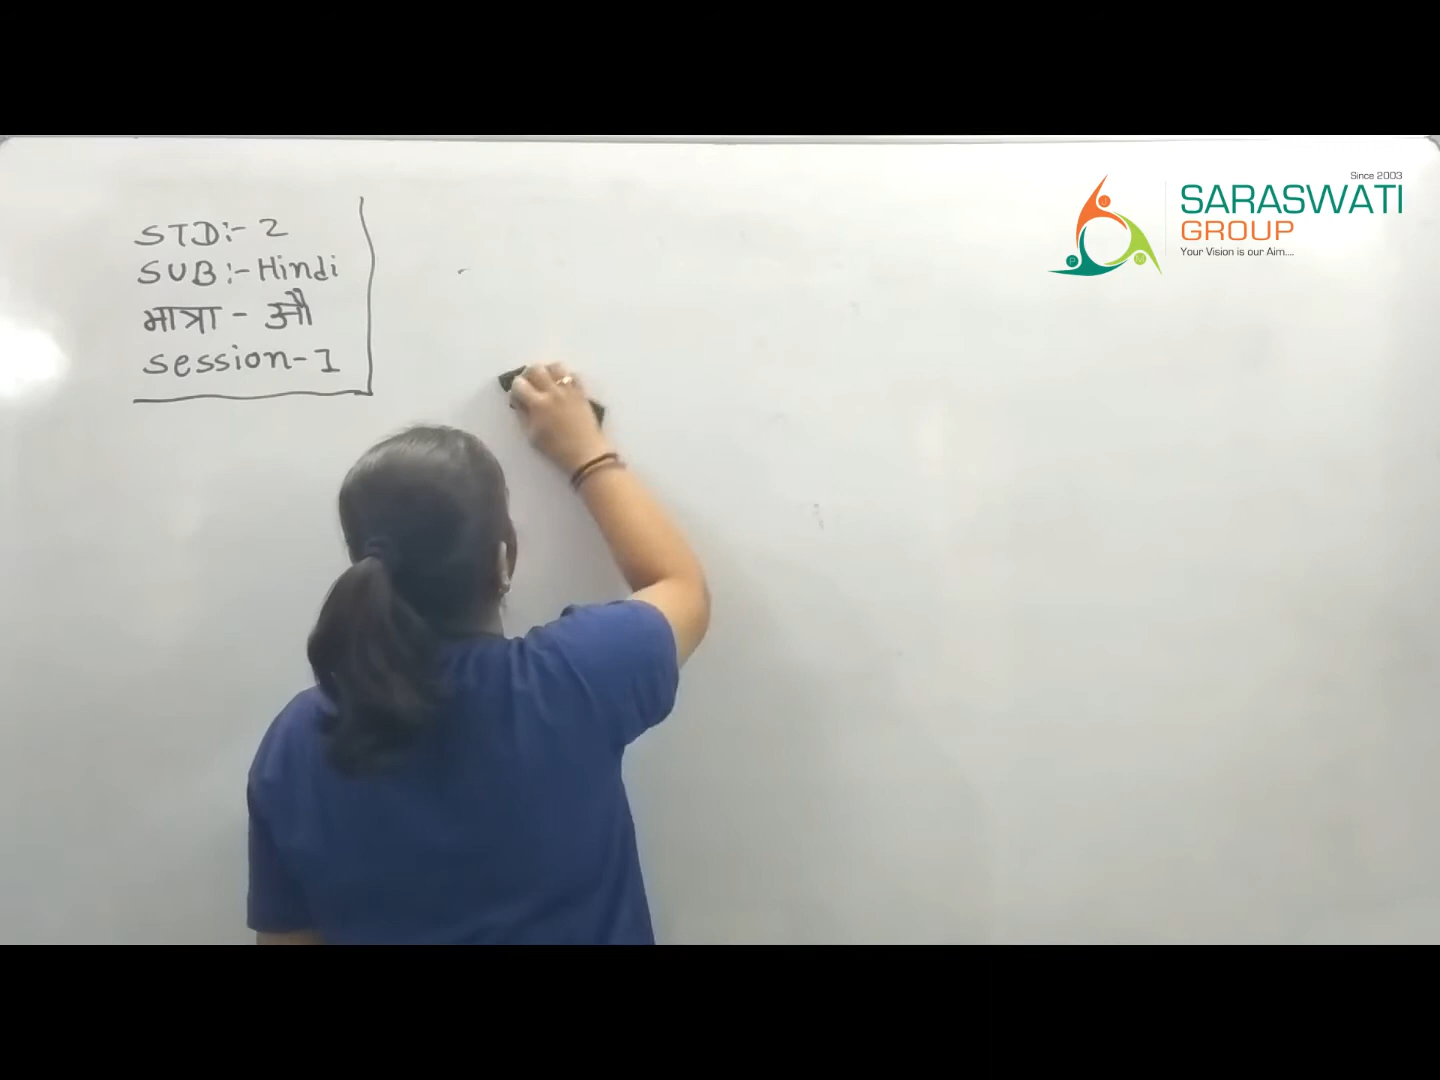 STD:- 2
SUB:- Hindi
मात्रा - औ
Session-1
Since 2003
SARASWATI
GROUP
Your Vision is our Aim....
U
P
M